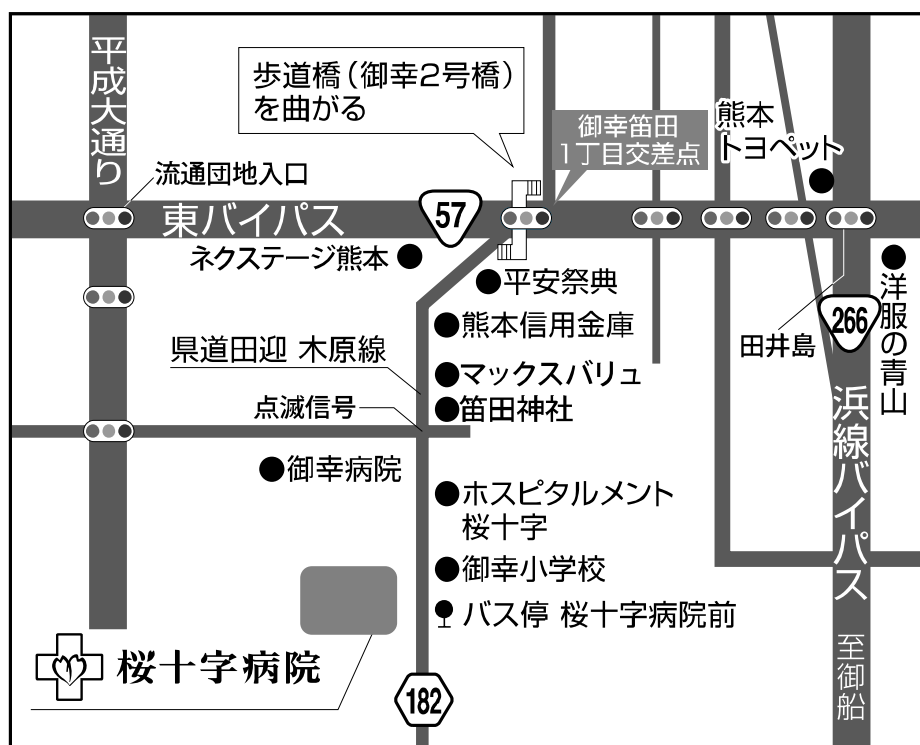 平成大通り
歩道橋（御幸2号橋）
を曲がる
御幸笛田
1丁目交差点
熊本
トヨペット
流通団地入口
東バイパス
57
ネクステージ熊本
平安祭典
洋服の青山
熊本信用金庫
266
田井島
県道田迎 木原線
マックスバリュ
点滅信号
笛田神社
浜線バイパス
御幸病院
ホスピタルメント
桜十字
御幸小学校
バス停 桜十字病院前
至御船
桜十字病院
182